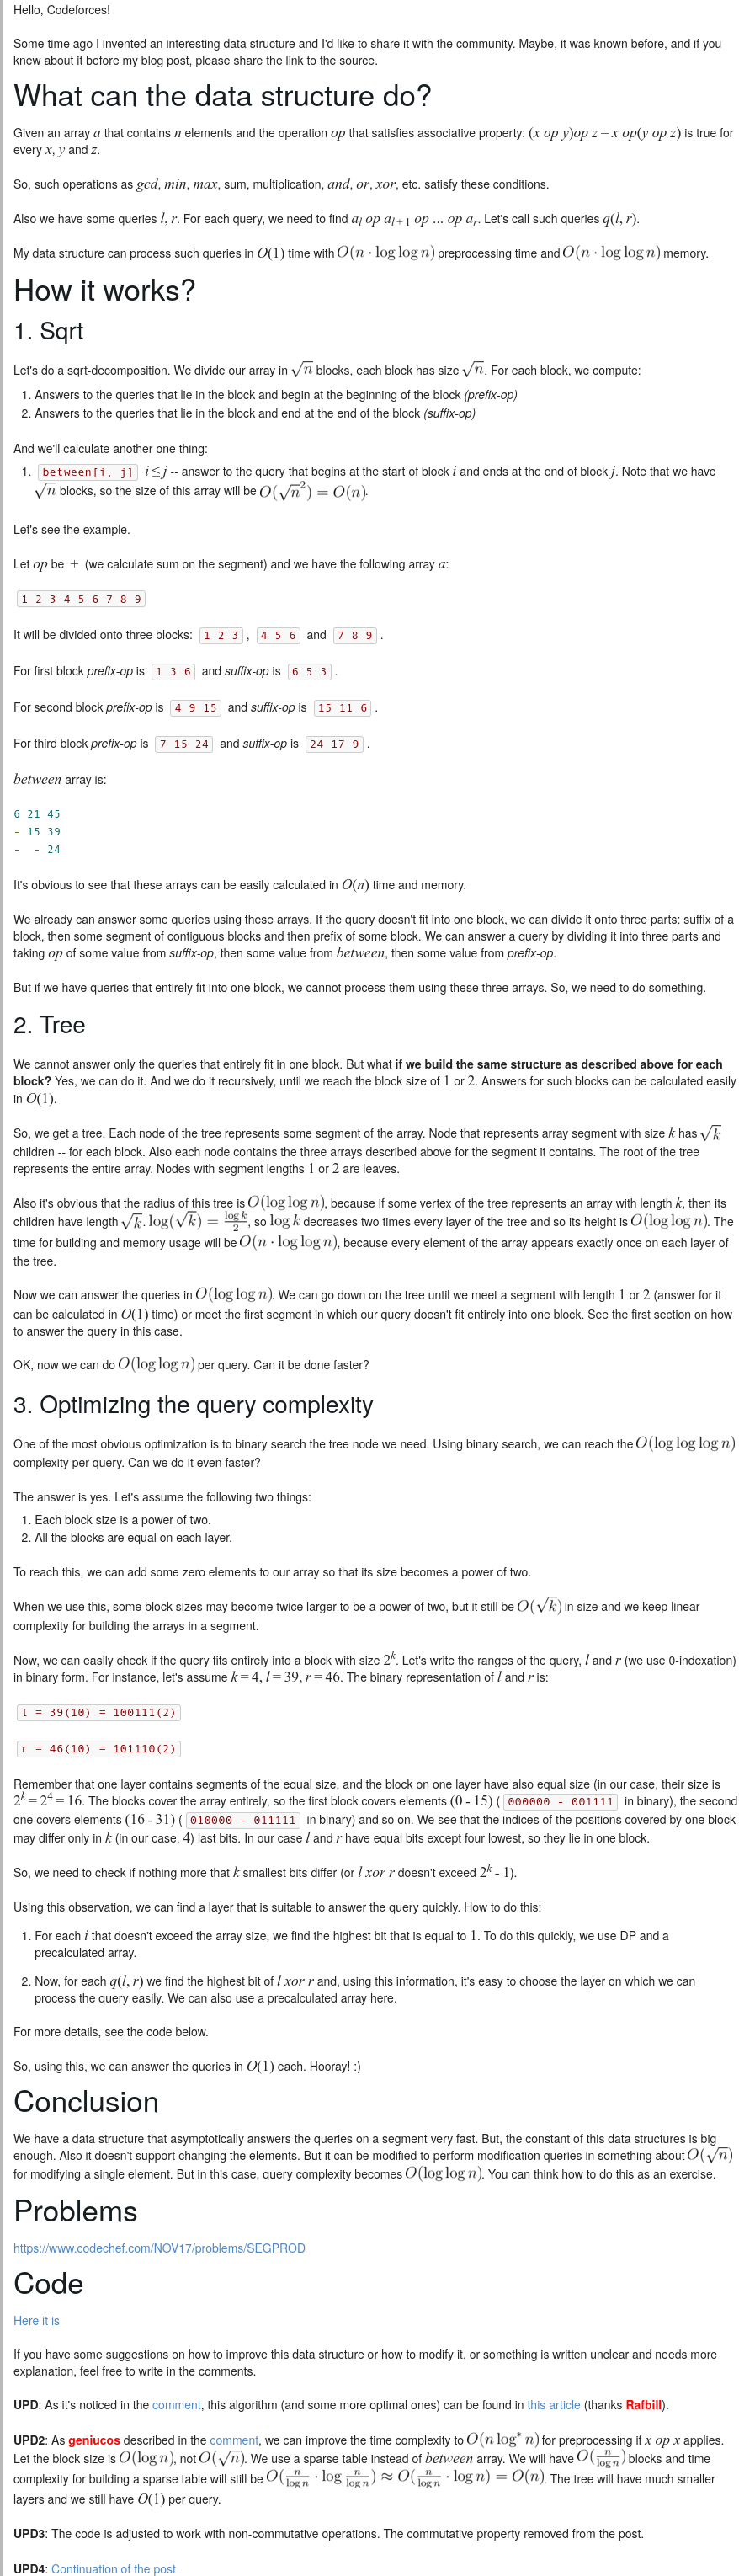 Hello, Codeforces!
Some time ago I invented an interesting data structure and I'd like to share it with the community. Maybe, it was known before, and if you
knew about it before my blog post, please share the link to the source.
What can the data structure do?
Given an array a that contains n elements and the operation op that satisfies associative property: (x op y)op z = x op(y op z) is true for
every x, y and z.
So, such operations as gcd, min, max, sum, multiplication, and, or, xor, etc. satisfy these conditions.
Also we have some queries l, r. For each query, we need to find a_l op a_{l + 1} op ... op a_r. Let's call such queries q(l, r).
My data structure can process such queries in O(1) time with O(n · log log n) preprocessing time and O(n · log log n) memory.
How it works?
1. Sqrt
Let's do a sqrt-decomposition. We divide our array in √n blocks, each block has size √n. For each block, we compute:
1. Answers to the queries that lie in the block and begin at the beginning of the block (prefix-op)
2. Answers to the queries that lie in the block and end at the end of the block (suffix-op)
And we'll calculate another one thing:
1. between[i, j] i ≤ j -- answer to the query that begins at the start of block i and ends at the end of block j. Note that we have
√n blocks, so the size of this array will be O(√n²) = O(n).
Let's see the example.
Let op be + (we calculate sum on the segment) and we have the following array a:
1 2 3 4 5 6 7 8 9
It will be divided onto three blocks: 1 2 3 , 4 5 6 and 7 8 9 .
For first block prefix-op is 1 3 6 and suffix-op is 6 5 3 .
For second block prefix-op is 4 9 15 and suffix-op is 15 11 6 .
For third block prefix-op is 7 15 24 and suffix-op is 24 17 9 .
between array is:
6 21 45
- 15 39
- - 24
It's obvious to see that these arrays can be easily calculated in O(n) time and memory.
We already can answer some queries using these arrays. If the query doesn't fit into one block, we can divide it onto three parts: suffix of a
block, then some segment of contiguous blocks and then prefix of some block. We can answer a query by dividing it into three parts and
taking op of some value from suffix-op, then some value from between, then some value from prefix-op.
But if we have queries that entirely fit into one block, we cannot process them using these three arrays. So, we need to do something.
2. Tree
We cannot answer only the queries that entirely fit in one block. But what if we build the same structure as described above for each
block? Yes, we can do it. And we do it recursively, until we reach the block size of 1 or 2. Answers for such blocks can be calculated easily
in O(1).
So, we get a tree. Each node of the tree represents some segment of the array. Node that represents array segment with size k has √k
children -- for each block. Also each node contains the three arrays described above for the segment it contains. The root of the tree
represents the entire array. Nodes with segment lengths 1 or 2 are leaves.
Also it's obvious that the radius of this tree is O(log log n), because if some vertex of the tree represents an array with length k, then its
children have length √k. log(√k) = log k / 2, so log k decreases two times every layer of the tree and so its height is O(log log n). The
time for building and memory usage will be O(n · log log n), because every element of the array appears exactly once on each layer of
the tree.
Now we can answer the queries in O(log log n). We can go down on the tree until we meet a segment with length 1 or 2 (answer for it
can be calculated in O(1) time) or meet the first segment in which our query doesn't fit entirely into one block. See the first section on how
to answer the query in this case.
OK, now we can do O(log log n) per query. Can it be done faster?
3. Optimizing the query complexity
One of the most obvious optimization is to binary search the tree node we need. Using binary search, we can reach the O(log log log n)
complexity per query. Can we do it even faster?
The answer is yes. Let's assume the following two things:
1. Each block size is a power of two.
2. All the blocks are equal on each layer.
To reach this, we can add some zero elements to our array so that its size becomes a power of two.
When we use this, some block sizes may become twice larger to be a power of two, but it still be O(√k) in size and we keep linear
complexity for building the arrays in a segment.
Now, we can easily check if the query fits entirely into a block with size 2^k. Let's write the ranges of the query, l and r (we use 0-indexation)
in binary form. For instance, let's assume k = 4, l = 39, r = 46. The binary representation of l and r is:
l = 39(10) = 100111(2)
r = 46(10) = 101110(2)
Remember that one layer contains segments of the equal size, and the block on one layer have also equal size (in our case, their size is
2^k = 2^4 = 16. The blocks cover the array entirely, so the first block covers elements (0 - 15) ( 000000 - 001111 in binary), the second
one covers elements (16 - 31) ( 010000 - 011111 in binary) and so on. We see that the indices of the positions covered by one block
may differ only in k (in our case, 4) last bits. In our case l and r have equal bits except four lowest, so they lie in one block.
So, we need to check if nothing more that k smallest bits differ (or l xor r doesn't exceed 2^k - 1).
Using this observation, we can find a layer that is suitable to answer the query quickly. How to do this:
1. For each i that doesn't exceed the array size, we find the highest bit that is equal to 1. To do this quickly, we use DP and a
precalculated array.
2. Now, for each q(l, r) we find the highest bit of l xor r and, using this information, it's easy to choose the layer on which we can
process the query easily. We can also use a precalculated array here.
For more details, see the code below.
So, using this, we can answer the queries in O(1) each. Hooray! :)
Conclusion
We have a data structure that asymptotically answers the queries on a segment very fast. But, the constant of this data structures is big
enough. Also it doesn't support changing the elements. But it can be modified to perform modification queries in something about O(√n)
for modifying a single element. But in this case, query complexity becomes O(log log n). You can think how to do this as an exercise.
Problems
https://www.codechef.com/NOV17/problems/SEGPROD
Code
Here it is
If you have some suggestions on how to improve this data structure or how to modify it, or something is written unclear and needs more
explanation, feel free to write in the comments.
UPD: As it's noticed in the comment, this algorithm (and some more optimal ones) can be found in this article (thanks Rafbill).
UPD2: As geniucos described in the comment, we can improve the time complexity to O(n log* n) for preprocessing if x op x applies.
Let the block size is O(log n), not O(√n). We use a sparse table instead of between array. We will have O(n / log n) blocks and time
complexity for building a sparse table will still be O(n / log n · log n / log n) ≈ O(n / log n · log n) = O(n). The tree will have much smaller
layers and we still have O(1) per query.
UPD3: The code is adjusted to work with non-commutative operations. The commutative property removed from the post.
UPD4: Continuation of the post